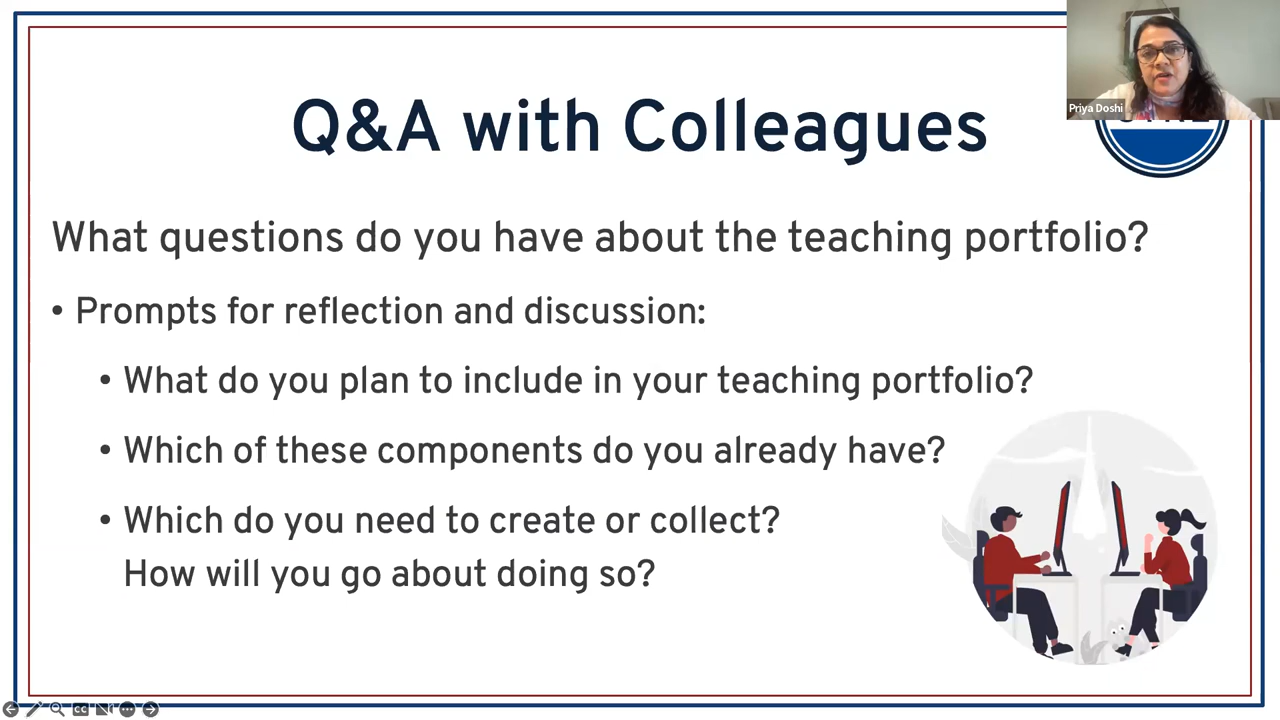 Q&A with Colleagues
Priya Doshi
What questions do you have about the teaching portfolio?
• Prompts for reflection and discussion:
• What do you plan to include in your teaching portfolio?
• Which of these components do you already have?
• Which do you need to create or collect?
How will you go about doing so?
CC